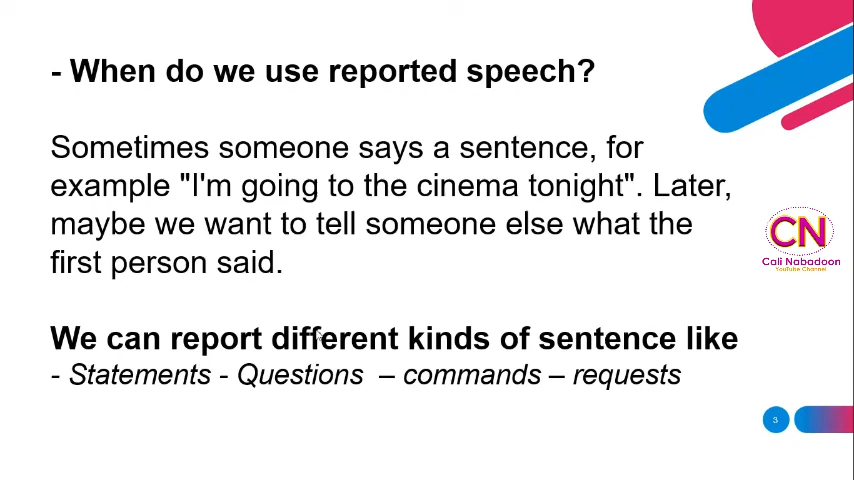 - When do we use reported speech?
Sometimes someone says a sentence, for
example "I'm going to the cinema tonight". Later,
maybe we want to tell someone else what the
first person said.
We can report different kinds of sentence like
- Statements - Questions – commands – requests
CN
Cali Nabadoon
YouTube Channel
3